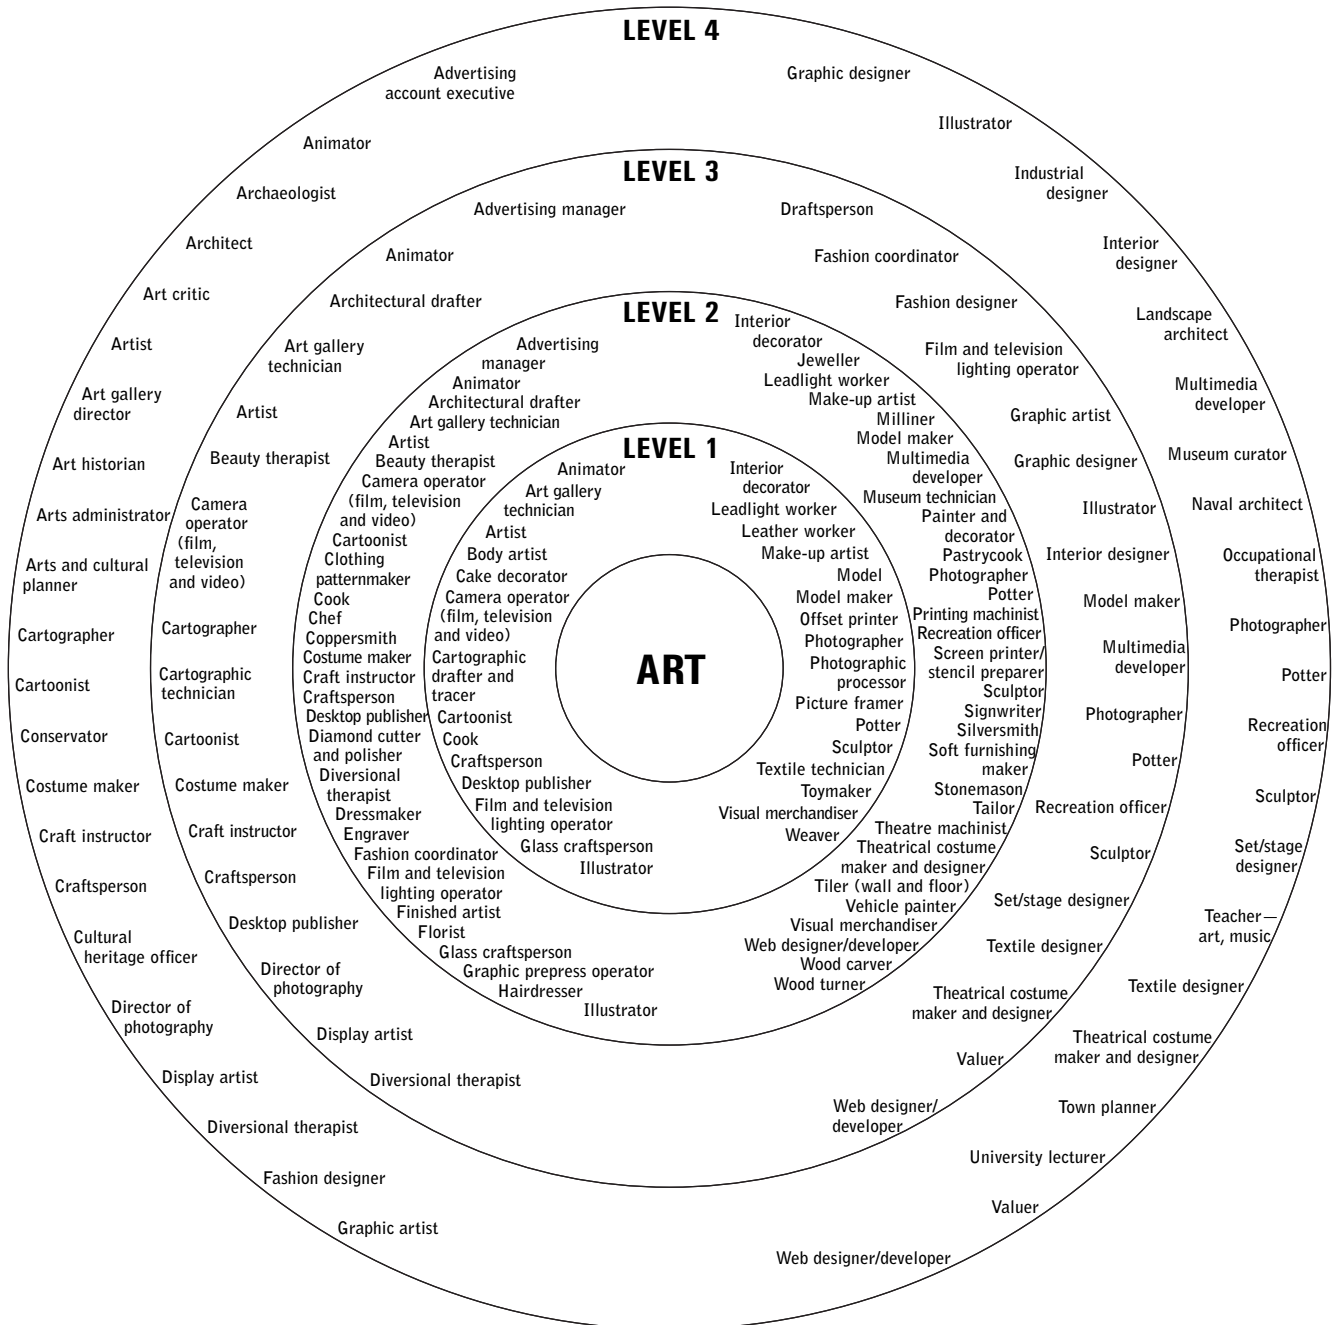 LEVEL 4
Advertising
account executive
Animator
Archaeologist
Architect
Art critic
Artist
Art gallery
director
Art historian
Arts administrator
Arts and cultural
planner
Cartographer
Cartoonist
Conservator
Costume maker
Craft instructor
Craftsperson
Cultural
heritage officer
Director of
photography
Display artist
Diversional therapist
Fashion designer
Graphic artist
Graphic designer
Illustrator
Industrial
designer
Interior
designer
Landscape
architect
Multimedia
developer
Museum curator
Naval architect
Occupational
therapist
Photographer
Potter
Recreation
officer
Sculptor
Set/stage
designer
Teacher—
art, music
Textile designer
Theatrical costume
maker and designer
Town planner
University lecturer
Valuer
Web designer/developer
LEVEL 3
Advertising manager
Animator
Architectural drafter
Art gallery
technician
Artist
Beauty therapist
Camera
operator
(film,
television
and video)
Cartographer
Cartographic
technician
Cartoonist
Costume maker
Craft instructor
Craftsperson
Desktop publisher
Director of
photography
Display artist
Diversional therapist
Draftsperson
Fashion coordinator
Fashion designer
Film and television
lighting operator
Graphic artist
Graphic designer
Illustrator
Interior designer
Model maker
Multimedia
developer
Photographer
Potter
Recreation officer
Sculptor
Set/stage designer
Textile designer
Theatrical costume
maker and designer
Valuer
Web designer/
developer
LEVEL 2
Advertising
manager
Animator
Architectural drafter
Art gallery technician
Artist
Beauty therapist
Camera operator
(film, television
and video)
Cartoonist
Clothing
patternmaker
Cook
Chef
Coppersmith
Costume maker
Craft instructor
Craftsperson
Desktop publisher
Diamond cutter
and polisher
Diversional
therapist
Dressmaker
Engraver
Fashion coordinator
Film and television
lighting operator
Finished artist
Florist
Glass craftsperson
Graphic prepress operator
Hairdresser
Illustrator
Interior
decorator
Jeweller
Leadlight worker
Make-up artist
Milliner
Model maker
Multimedia
developer
Museum technician
Painter and
decorator
Pastrycook
Photographer
Potter
Printing machinist
Recreation officer
Screen printer/
stencil preparer
Sculptor
Signwriter
Silversmith
Soft furnishing
maker
Stonemason
Tailor
Theatre machinist
Theatrical costume
maker and designer
Tiler (wall and floor)
Vehicle painter
Visual merchandiser
Web designer/developer
Wood carver
Wood turner
LEVEL 1
Animator
Art gallery
technician
Artist
Body artist
Cake decorator
Camera operator
(film, television
and video)
Cartographic
drafter and
tracer
Cartoonist
Cook
Craftsperson
Desktop publisher
Film and television
lighting operator
Glass craftsperson
Illustrator
Interior
decorator
Leadlight worker
Leather worker
Make-up artist
Model
Model maker
Offset printer
Photographer
Photographic
processor
Picture framer
Potter
Sculptor
Textile technician
Toymaker
Visual merchandiser
Weaver
ART